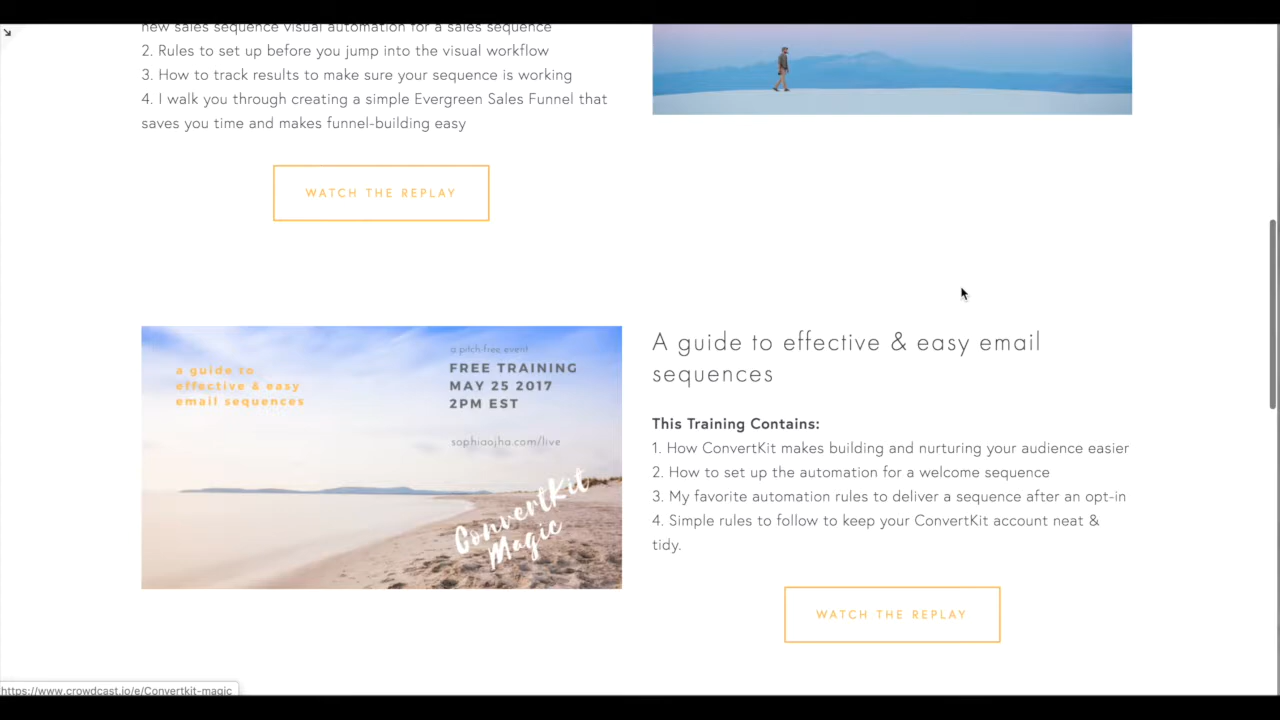 new sales sequence visual automation for a sales sequence
2. Rules to set up before you jump into the visual workflow
3. How to track results to make sure your sequence is working
4. I walk you through creating a simple Evergreen Sales Funnel that
saves you time and makes funnel-building easy
WATCH THE REPLAY
a guide to
effective & easy
email sequences
a pitch-free event
FREE TRAINING
MAY 25 2017
2PM EST
sophiaojha.com/live
ConvertKit
Magic
A guide to effective & easy email
sequences
This Training Contains:
1. How ConvertKit makes building and nurturing your audience easier
2. How to set up the automation for a welcome sequence
3. My favorite automation rules to deliver a sequence after an opt-in
4. Simple rules to follow to keep your ConvertKit account neat &
tidy.
WATCH THE REPLAY
https://www.crowdcast.io/e/Convertkit-magic